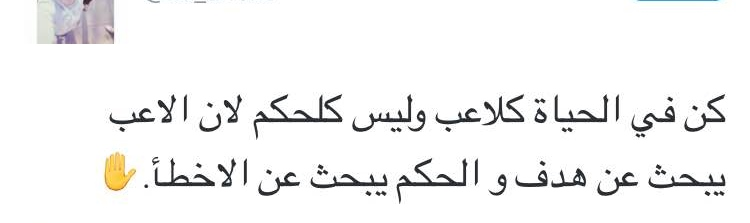 كن في الحياة كلاعب وليس كلحكم لان الاعب
يبحث عن هدف و الحكم يبحث عن الاخطأ.✋